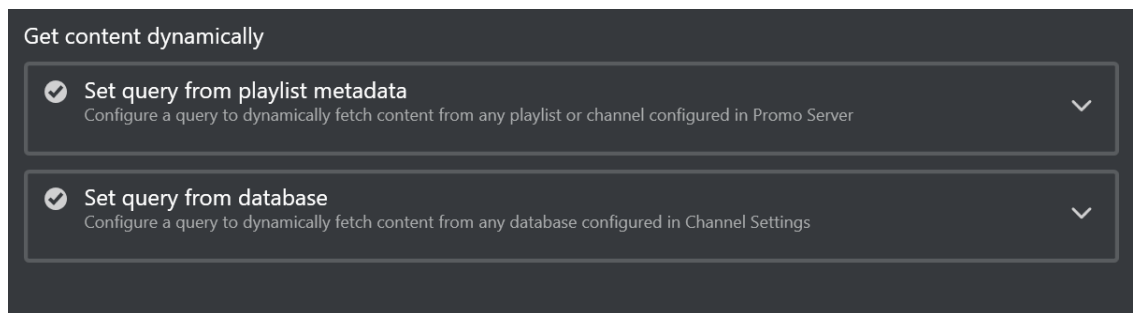 Get content dynamically
Set query from playlist metadata
Configure a query to dynamically fetch content from any playlist or channel configured in Promo Server
Set query from database
Configure a query to dynamically fetch content from any database configured in Channel Settings